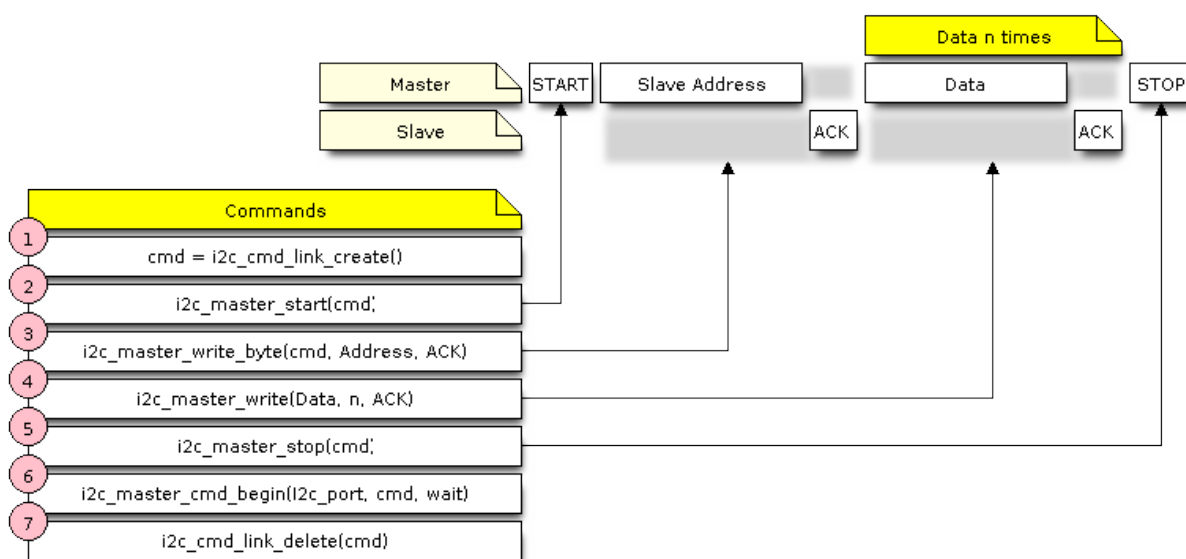 Data n times
Master START Slave Address Data STOP
Slave ACK ACK
Commands
1
cmd = i2c_cmd_link_create()
2
i2c_master_start(cmd;
3
i2c_master_write_byte(cmd, Address, ACK)
4
i2c_master_write(Data, n, ACK)
5
i2c_master_stop(cmd;
6
i2c_master_cmd_begin(I2c_port, cmd, wait)
7
i2c_cmd_link_delete(cmd)